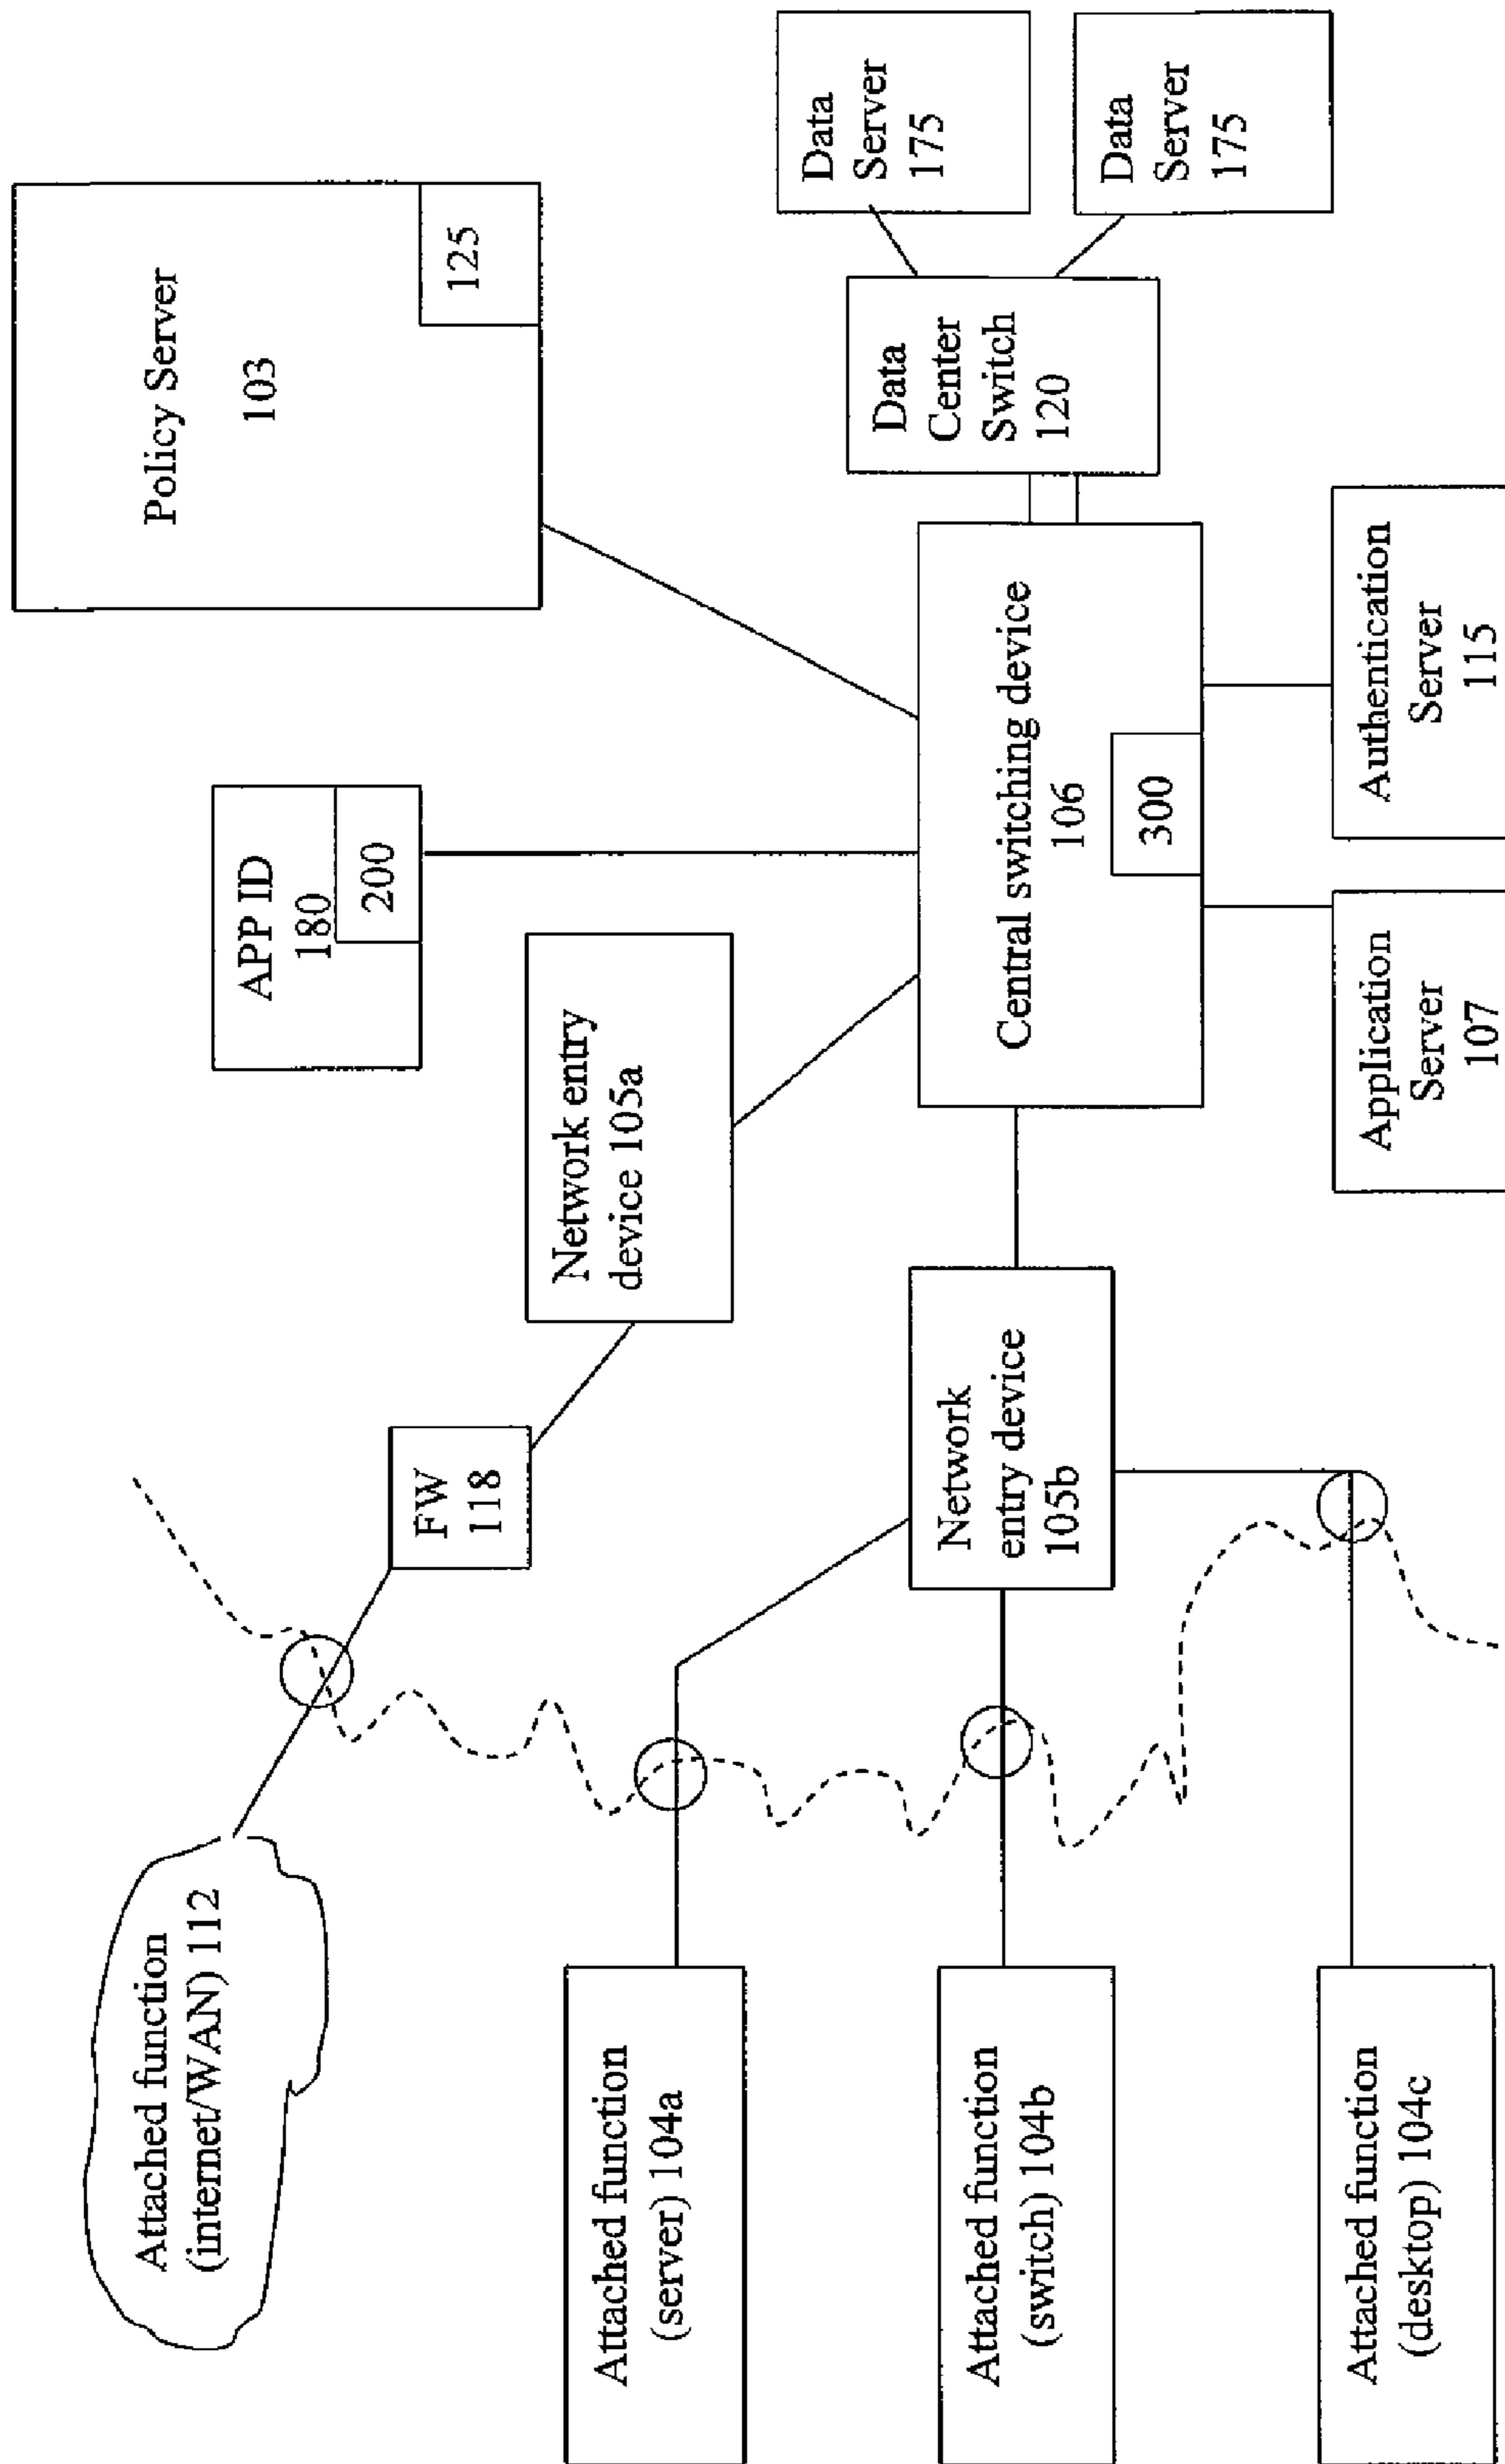 Attached function
(internet/WAN) 112
FW
118
APP ID
180
200
Policy Server
103
125
Network entry
device 105a
Attached function
(server) 104a
Attached function
(switch) 104b
Attached function
(desktop) 104c
Network
entry device
105b
Central switching device
106
300
Data
Center
Switch
120
Data
Server
175
Data
Server
175
Application
Server
107
Authentication
Server
115